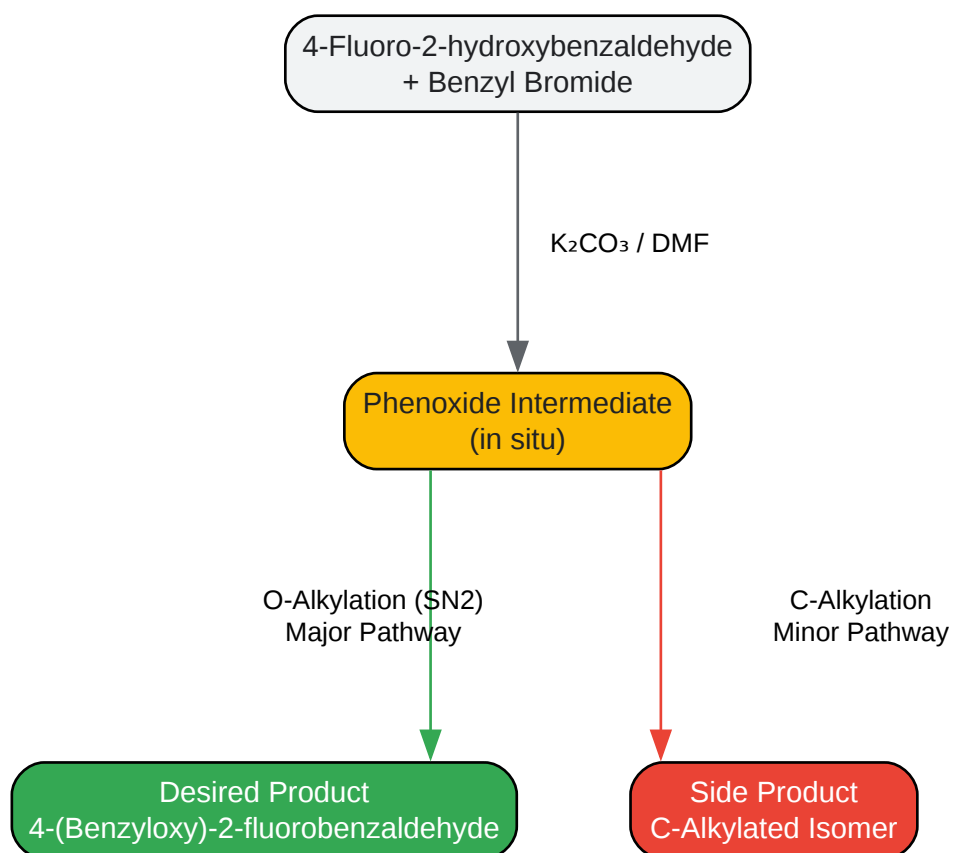 4-Fluoro-2-hydroxybenzaldehyde
+ Benzyl Bromide
K₂CO₃ / DMF
Phenoxide Intermediate
(in situ)
O-Alkylation (SN2)
Major Pathway
C-Alkylation
Minor Pathway
Desired Product
4-(Benzyloxy)-2-fluorobenzaldehyde
Side Product
C-Alkylated Isomer